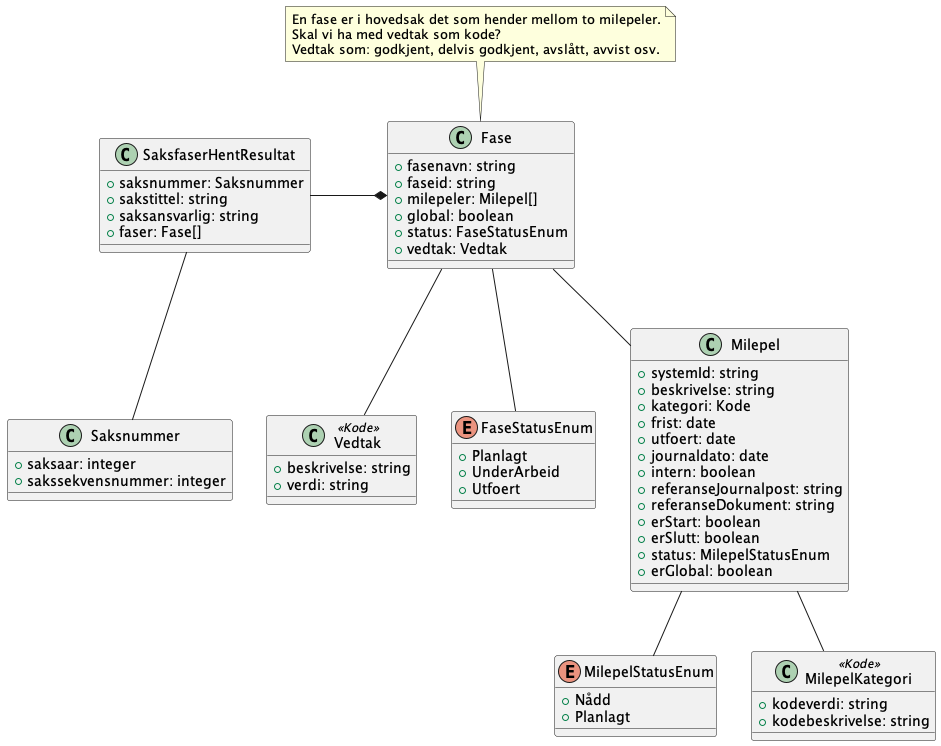 En fase er i hovedsak det som hender mellom to milepeler.
Skal vi ha med vedtak som kode?
Vedtak som: godkjent, delvis godkjent, avslått, avvist osv.
C SaksfaserHentResultat
saksnummer: Saksnummer
sakstittel: string
saksansvarlig: string
faser: Fase[]
C Fase
fasenavn: string
faseid: string
milepeler: Milepel[]
global: boolean
status: FaseStatusEnum
vedtak: Vedtak
C Saksnummer
saksaar: integer
sakssekvensnummer: integer
«Kode»
C Vedtak
beskrivelse: string
verdi: string
E FaseStatusEnum
Planlagt
UnderArbeid
Utfoert
C Milepel
systemId: string
beskrivelse: string
kategori: Kode
frist: date
utfoert: date
journaldato: date
intern: boolean
referanseJournalpost: string
referanseDokument: string
erStart: boolean
erSlutt: boolean
status: MilepelStatusEnum
erGlobal: boolean
E MilepelStatusEnum
Nådd
Planlagt
«Kode»
C MilepelKategori
kodeverdi: string
kodebeskrivelse: string